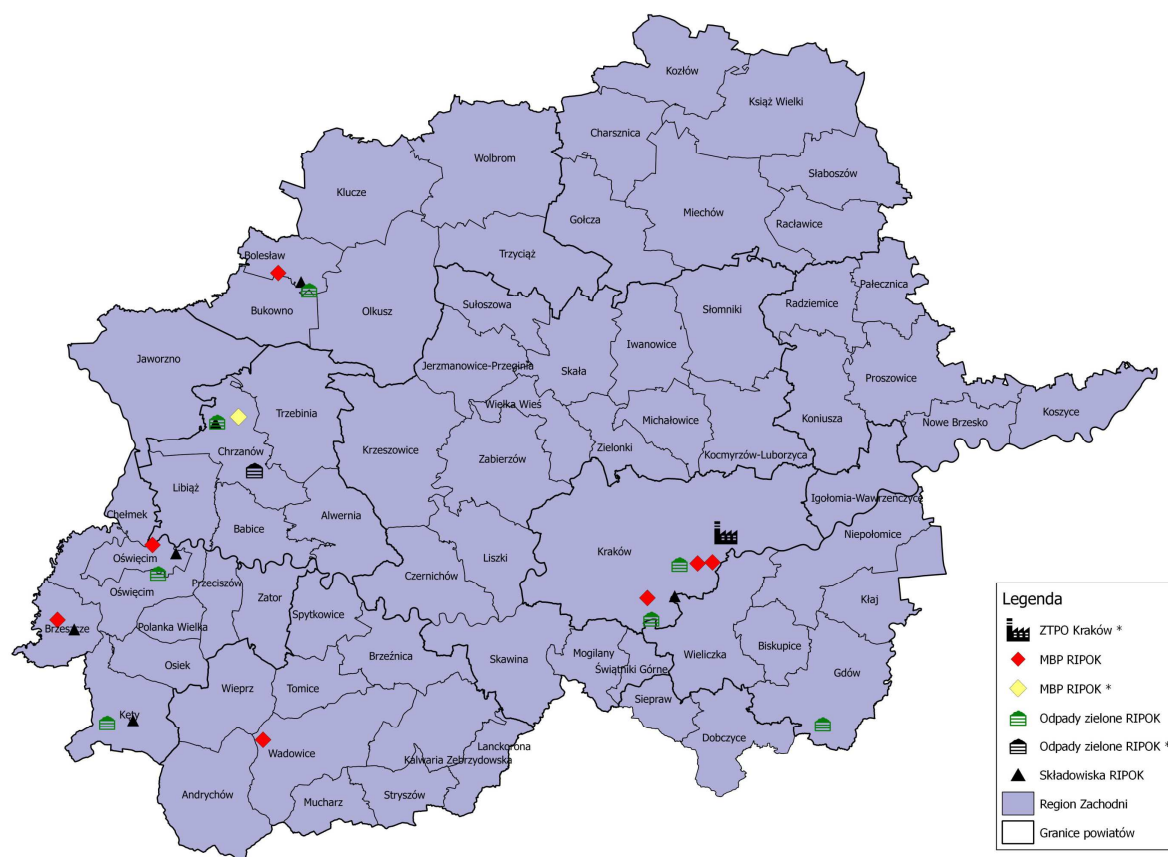 Kozłów
Książ Wielki
Charsznica
Wolbrom
Słaboszów
Klucze
Miechów
Gołcza
Racławice
Bolesław
Trzyciąż
Pałecznica
Sułoszowa
Radziemice
Słomniki
Bukowno
Olkusz
Iwanowice
Jaworzno
Jerzmanowice-Przeginia
Skała
Proszowice
Trzebinia
Wielka Wieś
Koszyce
Michałowice
Koniusza
Nowe Brzesko
Krzeszowice
Zielonki
Chrzanów
Zabierzów
Kocmyrzów-Luborzyca
Libiąż
Igołomia-Wawrzeńczyce
Chełmek
Alwernia
Babice
Niepołomice
Kraków
Oświęcim
Liszki
Czernichów
Przeciszów
Oświęcim
Zator
Kłaj
Spytkowice
Brzeszcze
Polanka Wielka
Biskupice
Mogilany
Wieliczka
Skawina
Brzeźnica
Osiek
Świątniki Górne
Gdów
Wieprz
Tomice
Siepraw
Kęty
Dobczyce
Lanckorona
Wadowice
Kalwaria Zebrzydowska
Andrychów
Stryszów
Mucharz
Legenda
ZTPO Kraków *
MBP RIPOK
MBP RIPOK *
Odpady zielone RIPOK
Odpady zielone RIPOK *
Składowiska RIPOK
Region Zachodni
Granice powiatów